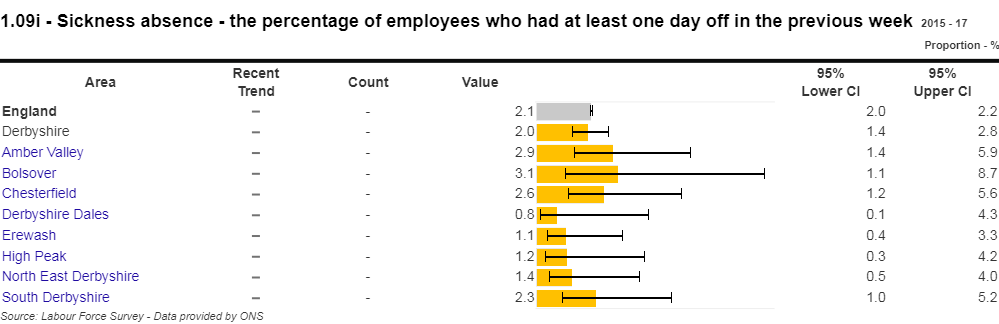 1.09i - Sickness absence - the percentage of employees who had at least one day off in the previous week 2015 - 17
Proportion - %
Area Recent Trend Count Value 95% Lower CI 95% Upper CI
England – - 2.1 2.0 2.2
Derbyshire – - 2.0 1.4 2.8
Amber Valley – - 2.9 1.4 5.9
Bolsover – - 3.1 1.1 8.7
Chesterfield – - 2.6 1.2 5.6
Derbyshire Dales – - 0.8 0.1 4.3
Erewash – - 1.1 0.4 3.3
High Peak – - 1.2 0.3 4.2
North East Derbyshire – - 1.4 0.5 4.0
South Derbyshire – - 2.3 1.0 5.2
Source: Labour Force Survey - Data provided by ONS